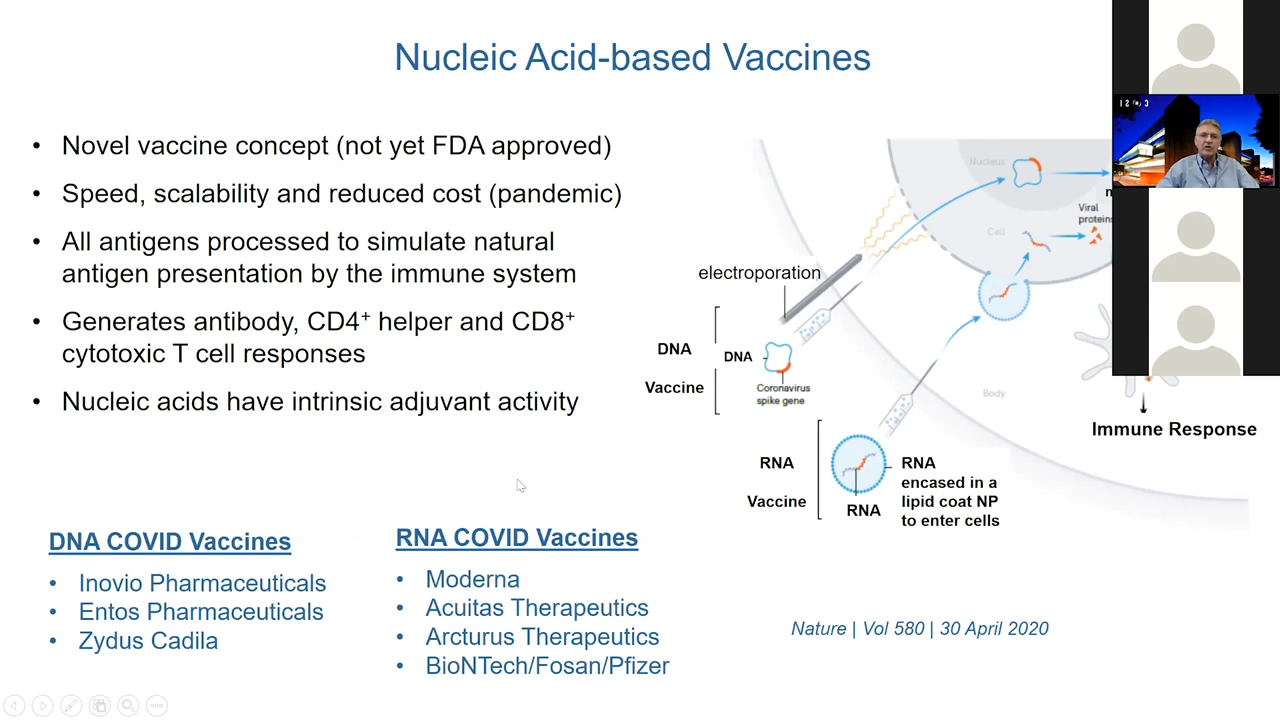 Nucleic Acid-based Vaccines
• Novel vaccine concept (not yet FDA approved)
• Speed, scalability and reduced cost (pandemic)
• All antigens processed to simulate natural
antigen presentation by the immune system
• Generates antibody, CD4+ helper and CD8+
cytotoxic T cell responses
• Nucleic acids have intrinsic adjuvant activity
DNA COVID Vaccines
• Inovio Pharmaceuticals
• Entos Pharmaceuticals
• Zydus Cadila
RNA COVID Vaccines
• Moderna
• Acuitas Therapeutics
• Arcturus Therapeutics
• BioNTech/Fosan/Pfizer
Nucleus
Viral
proteins
Cell
electroporation
DNA
Vaccine
DNA
Coronavirus
spike gene
Body
Immune Response
RNA
Vaccine
RNA
RNA
encased in a
lipid coat NP
to enter cells
Nature | Vol 580 | 30 April 2020